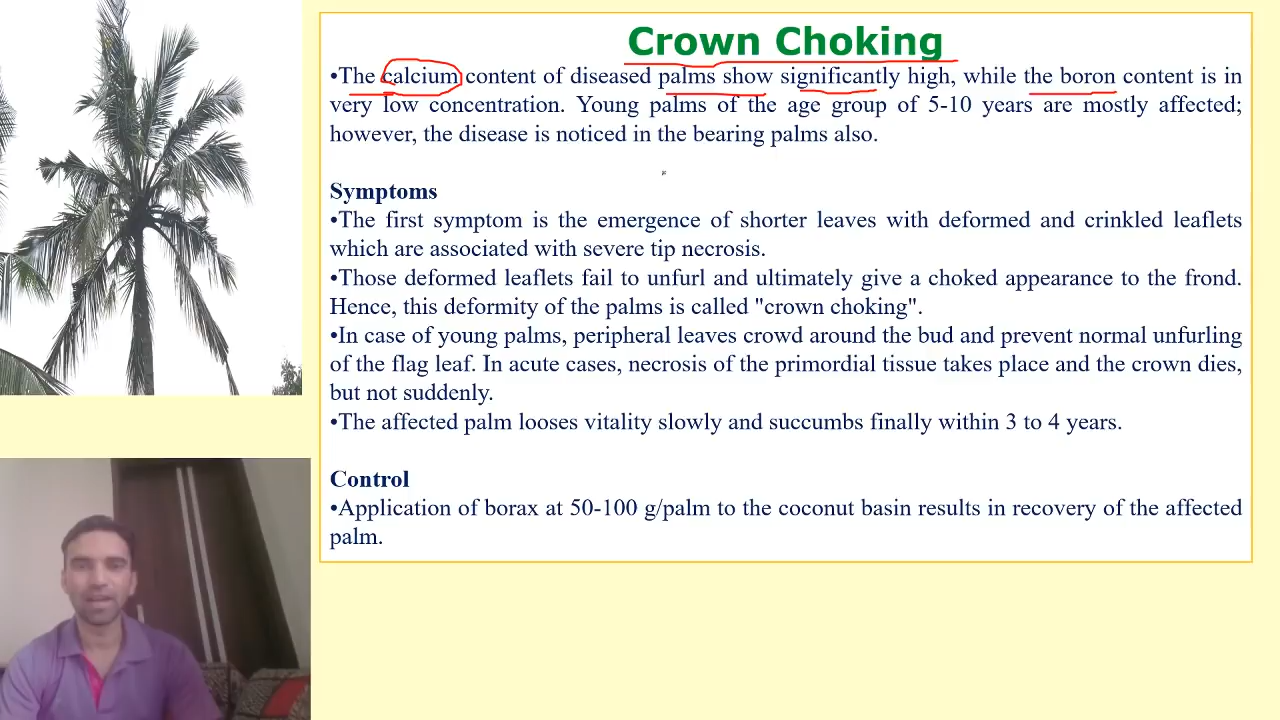 Crown Choking
•The calcium content of diseased palms show significantly high, while the boron content is in
very low concentration. Young palms of the age group of 5-10 years are mostly affected;
however, the disease is noticed in the bearing palms also.
Symptoms
•The first symptom is the emergence of shorter leaves with deformed and crinkled leaflets
which are associated with severe tip necrosis.
•Those deformed leaflets fail to unfurl and ultimately give a choked appearance to the frond.
Hence, this deformity of the palms is called "crown choking".
•In case of young palms, peripheral leaves crowd around the bud and prevent normal unfurling
of the flag leaf. In acute cases, necrosis of the primordial tissue takes place and the crown dies,
but not suddenly.
•The affected palm looses vitality slowly and succumbs finally within 3 to 4 years.
Control
•Application of borax at 50-100 g/palm to the coconut basin results in recovery of the affected
palm.